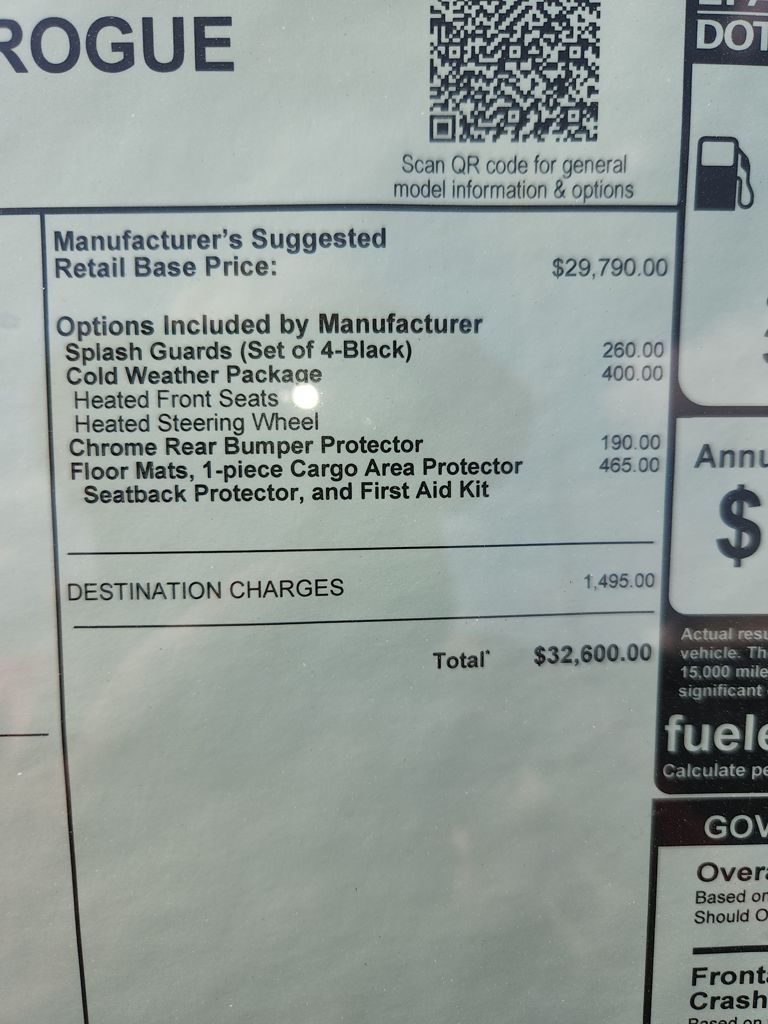 ROGUE
Scan QR code for general
model information & options
DOT
Manufacturer's Suggested
Retail Base Price: $29,790.00
Options Included by Manufacturer
Splash Guards (Set of 4-Black) 260.00
Cold Weather Package 400.00
Heated Front Seats
Heated Steering Wheel
Chrome Rear Bumper Protector 190.00
Floor Mats, 1-piece Cargo Area Protector 465.00
Seatback Protector, and First Aid Kit
DESTINATION CHARGES 1,495.00
Total* $32,600.00
Annu
$
Actual resu
vehicle. Th
15,000 mile
significant
fuele
Calculate pe
GOV
Overa
Based on
Should O
Fronta
Crash
Based on